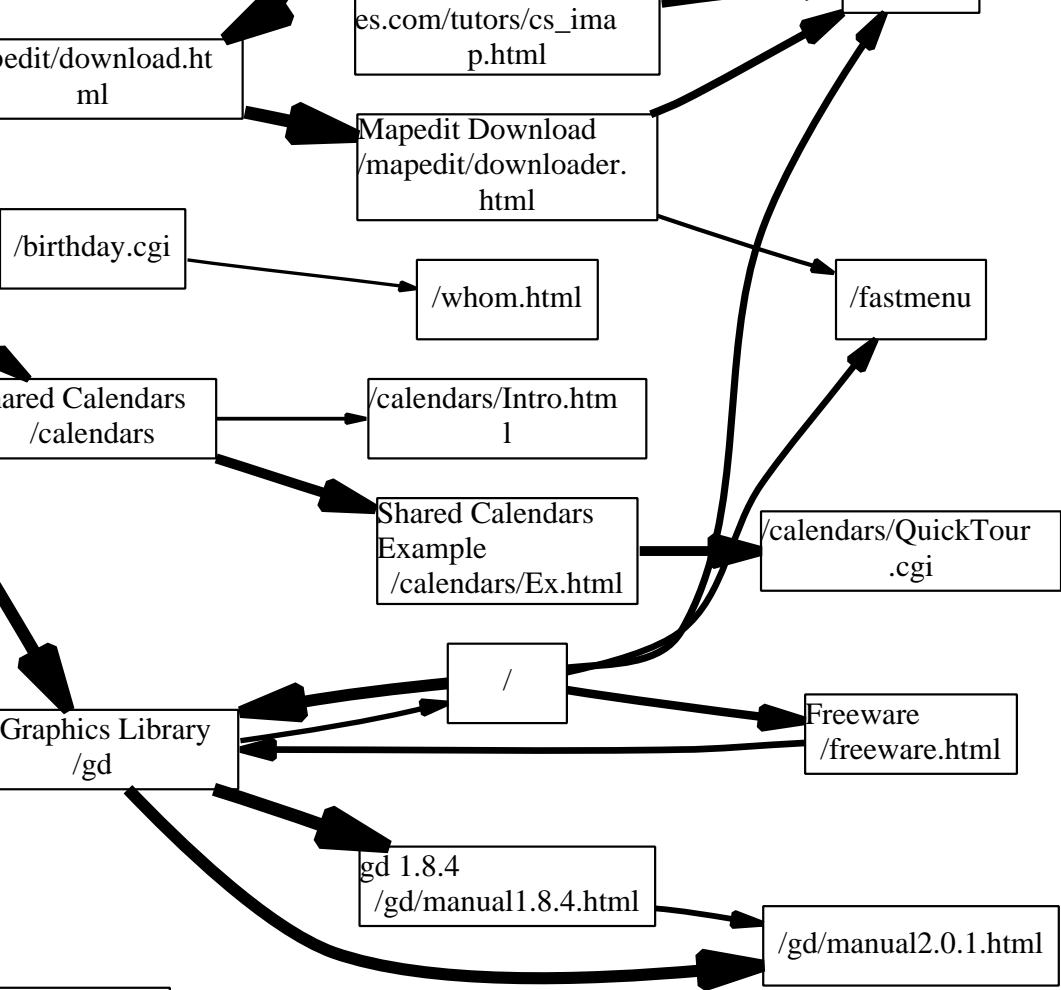 es.com/tutors/cs_ima
p.html
pedit/download.ht
ml
Mapedit Download
/mapedit/downloader.
html
/birthday.cgi
/whom.html
/fastmenu
ared Calendars
/calendars
/calendars/Intro.htm
l
Shared Calendars
Example
/calendars/Ex.html
/calendars/QuickTour
.cgi
/
Graphics Library
/gd
Freeware
/freeware.html
gd 1.8.4
/gd/manual1.8.4.html
/gd/manual2.0.1.html